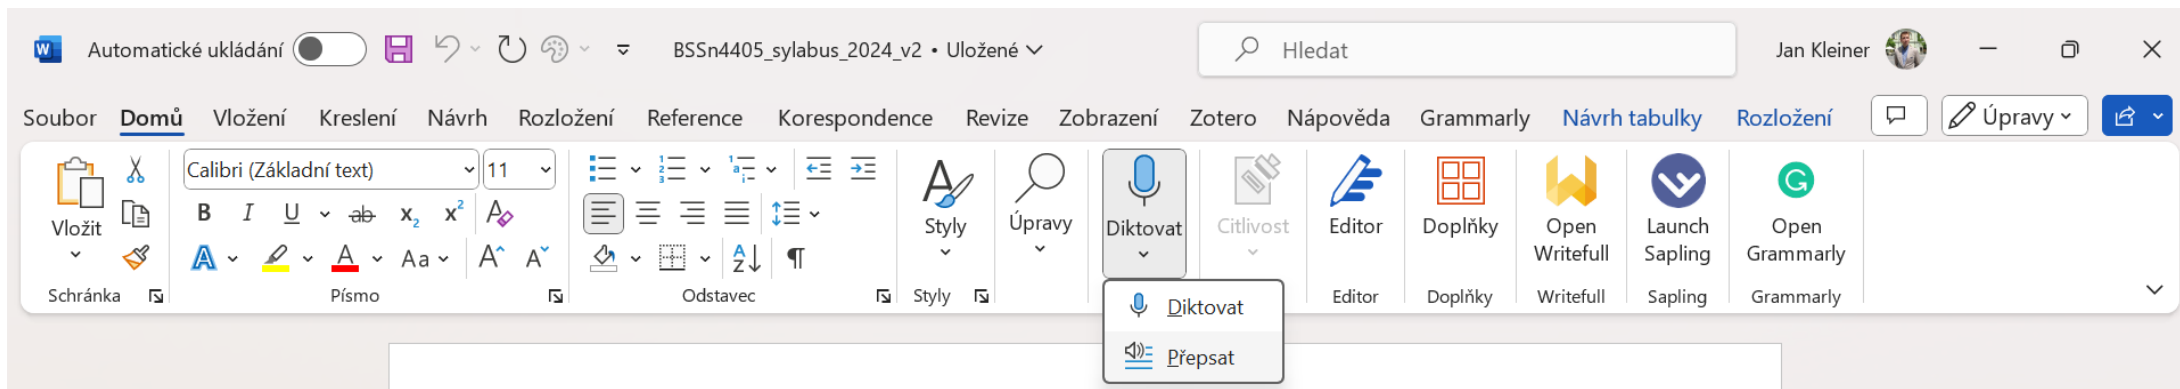 Automatické ukládání BSSn4405_sylabus_2024_v2 • Uložené Hledat Jan Kleiner
Soubor Domů Vložení Kreslení Návrh Rozložení Reference Korespondence Revize Zobrazení Zotero Nápověda Grammarly Návrh tabulky Rozložení Úpravy
Calibri (Základní text) 11
Vložit
Styly Úpravy Diktovat Citlivost Editor Doplňky Open Writefull Launch Sapling Open Grammarly
Schránka Písmo Odstavec Styly Editor Doplňky Writefull Sapling Grammarly
Diktovat
Přepsat